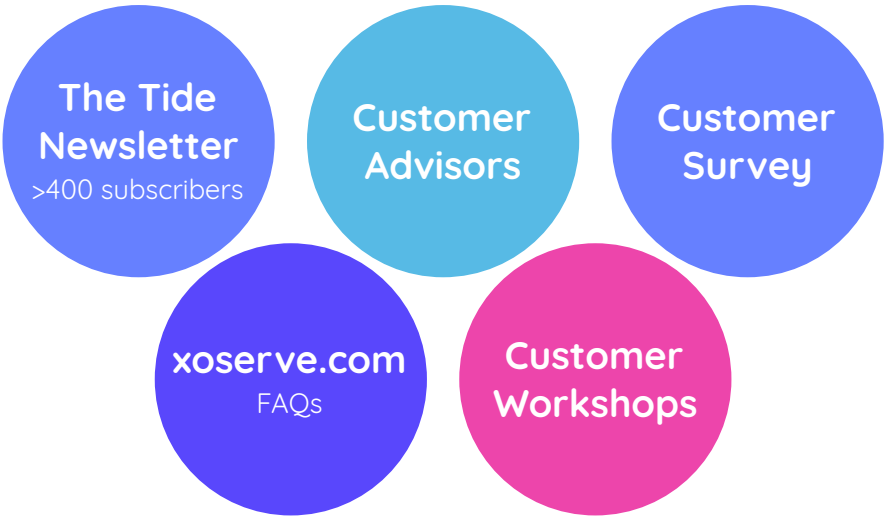 The Tide
Newsletter
>400 subscribers
Customer
Advisors
Customer
Survey
xoserve.com
FAQs
Customer
Workshops